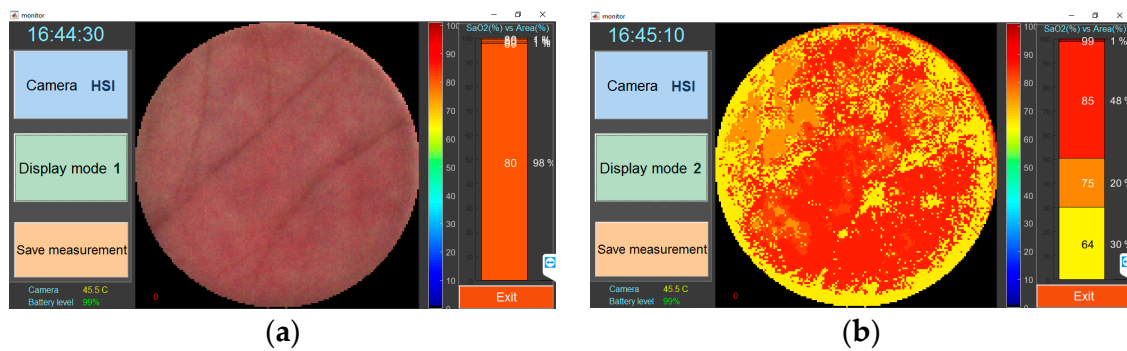 monitor
16:44:30
Camera HSI
Display mode 1
Save measurement
Camera 45.5 C
Battery level 99%
0
100
90
80
70
60
50
40
30
20
10
0
SaO2(%) vs Area(%)
80 1 %
80 1 %
80 98 %
Exit
(a)
monitor
16:45:10
Camera HSI
Display mode 2
Save measurement
Camera 45.5 C
Battery level 99%
0
100
90
80
70
60
50
40
30
20
10
0
SaO2(%) vs Area(%)
99 1 %
85 48 %
75 20 %
64 30 %
Exit
(b)